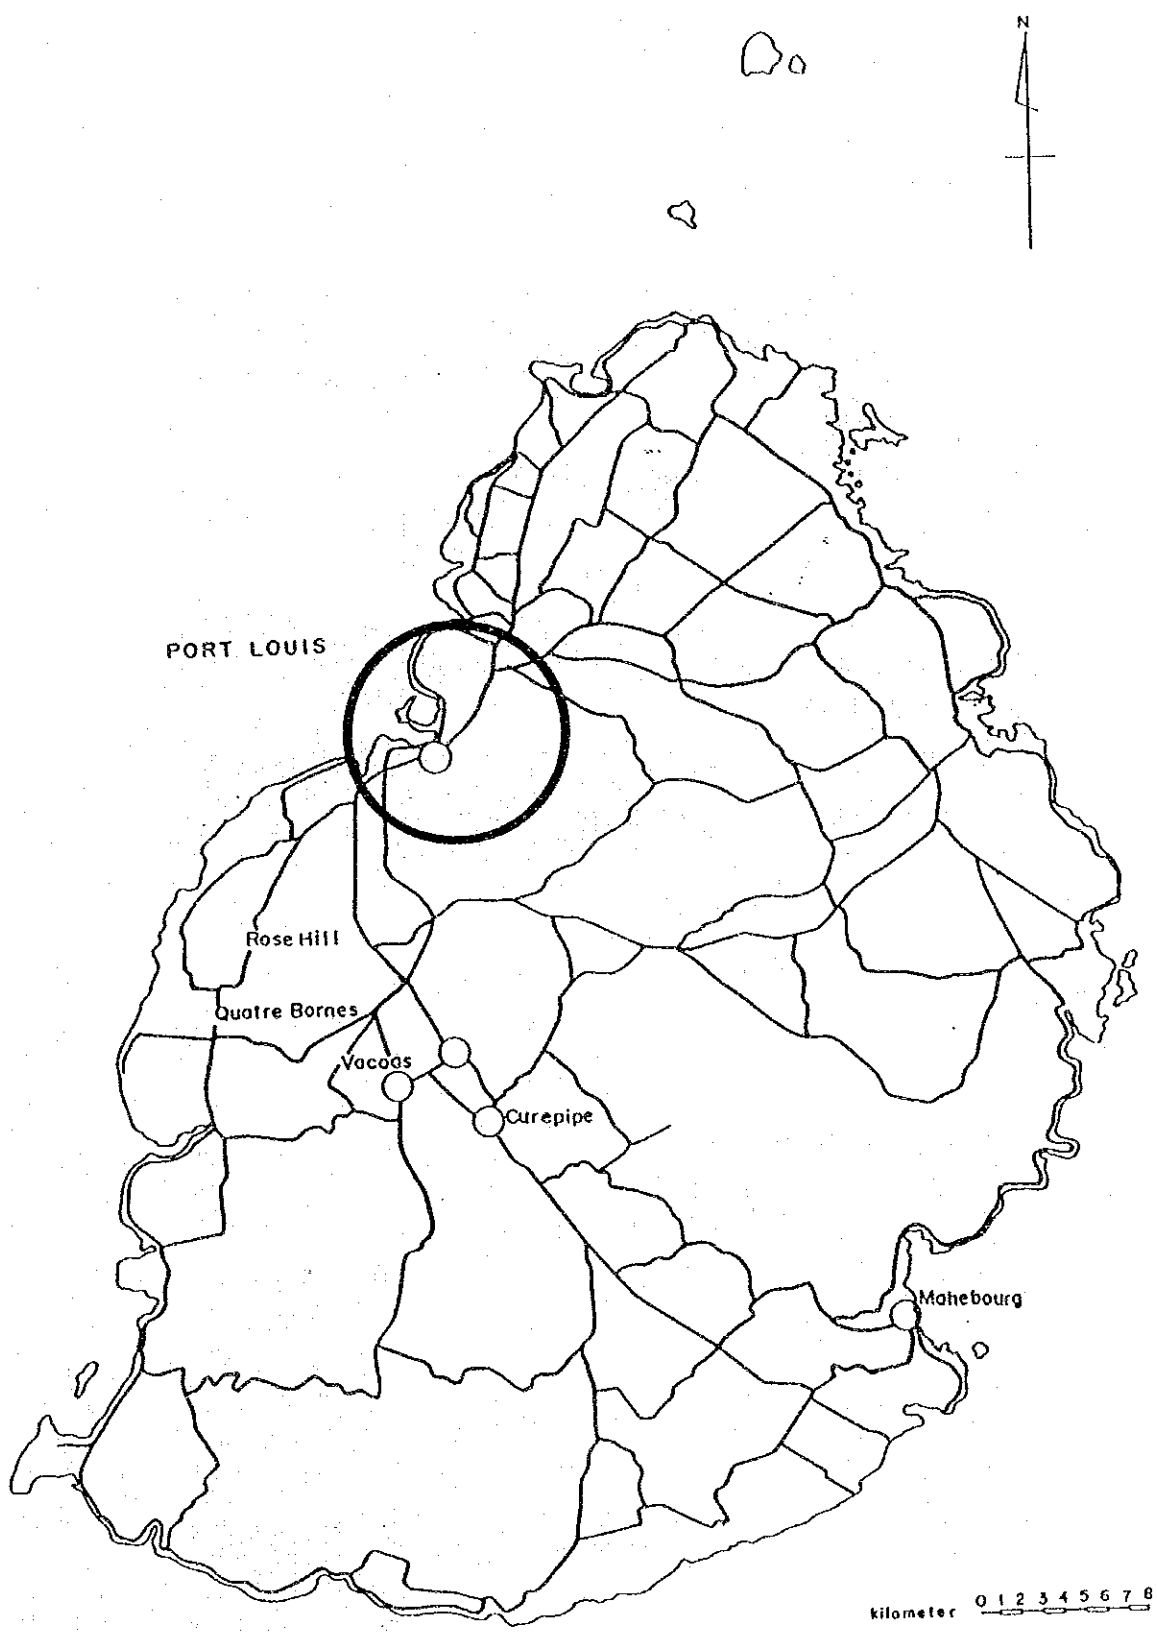 N
PORT LOUIS
Rose Hill
Quatre Bornes
Vacoas
Curepipe
Mahebourg
kilometer 0 1 2 3 4 5 6 7 8